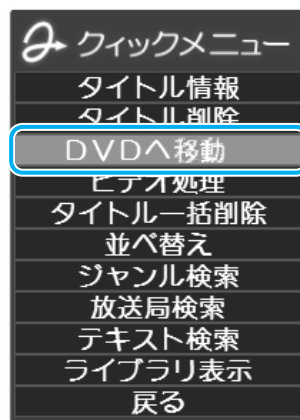 クイックメニュー
タイトル情報
タイトル削除
DVDへ移動
ビデオ処理
タイトル一括削除
並べ替え
ジャンル検索
放送局検索
テキスト検索
ライブラリ表示
戻る